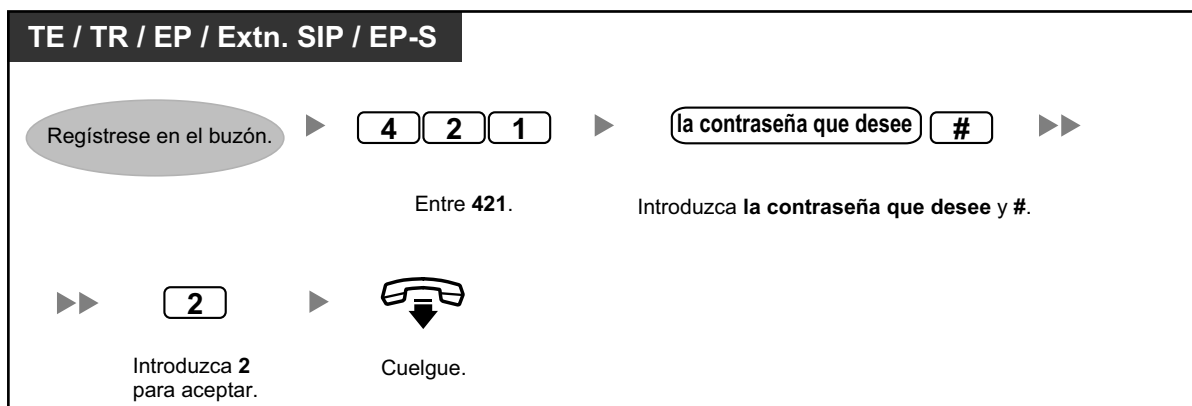 TE / TR / EP / Extn. SIP / EP-S
Regístrese en el buzón.
4 2 1
la contraseña que desee #
Entre 421.
Introduzca la contraseña que desee y #.
2
Introduzca 2
para aceptar.
Cuelgue.